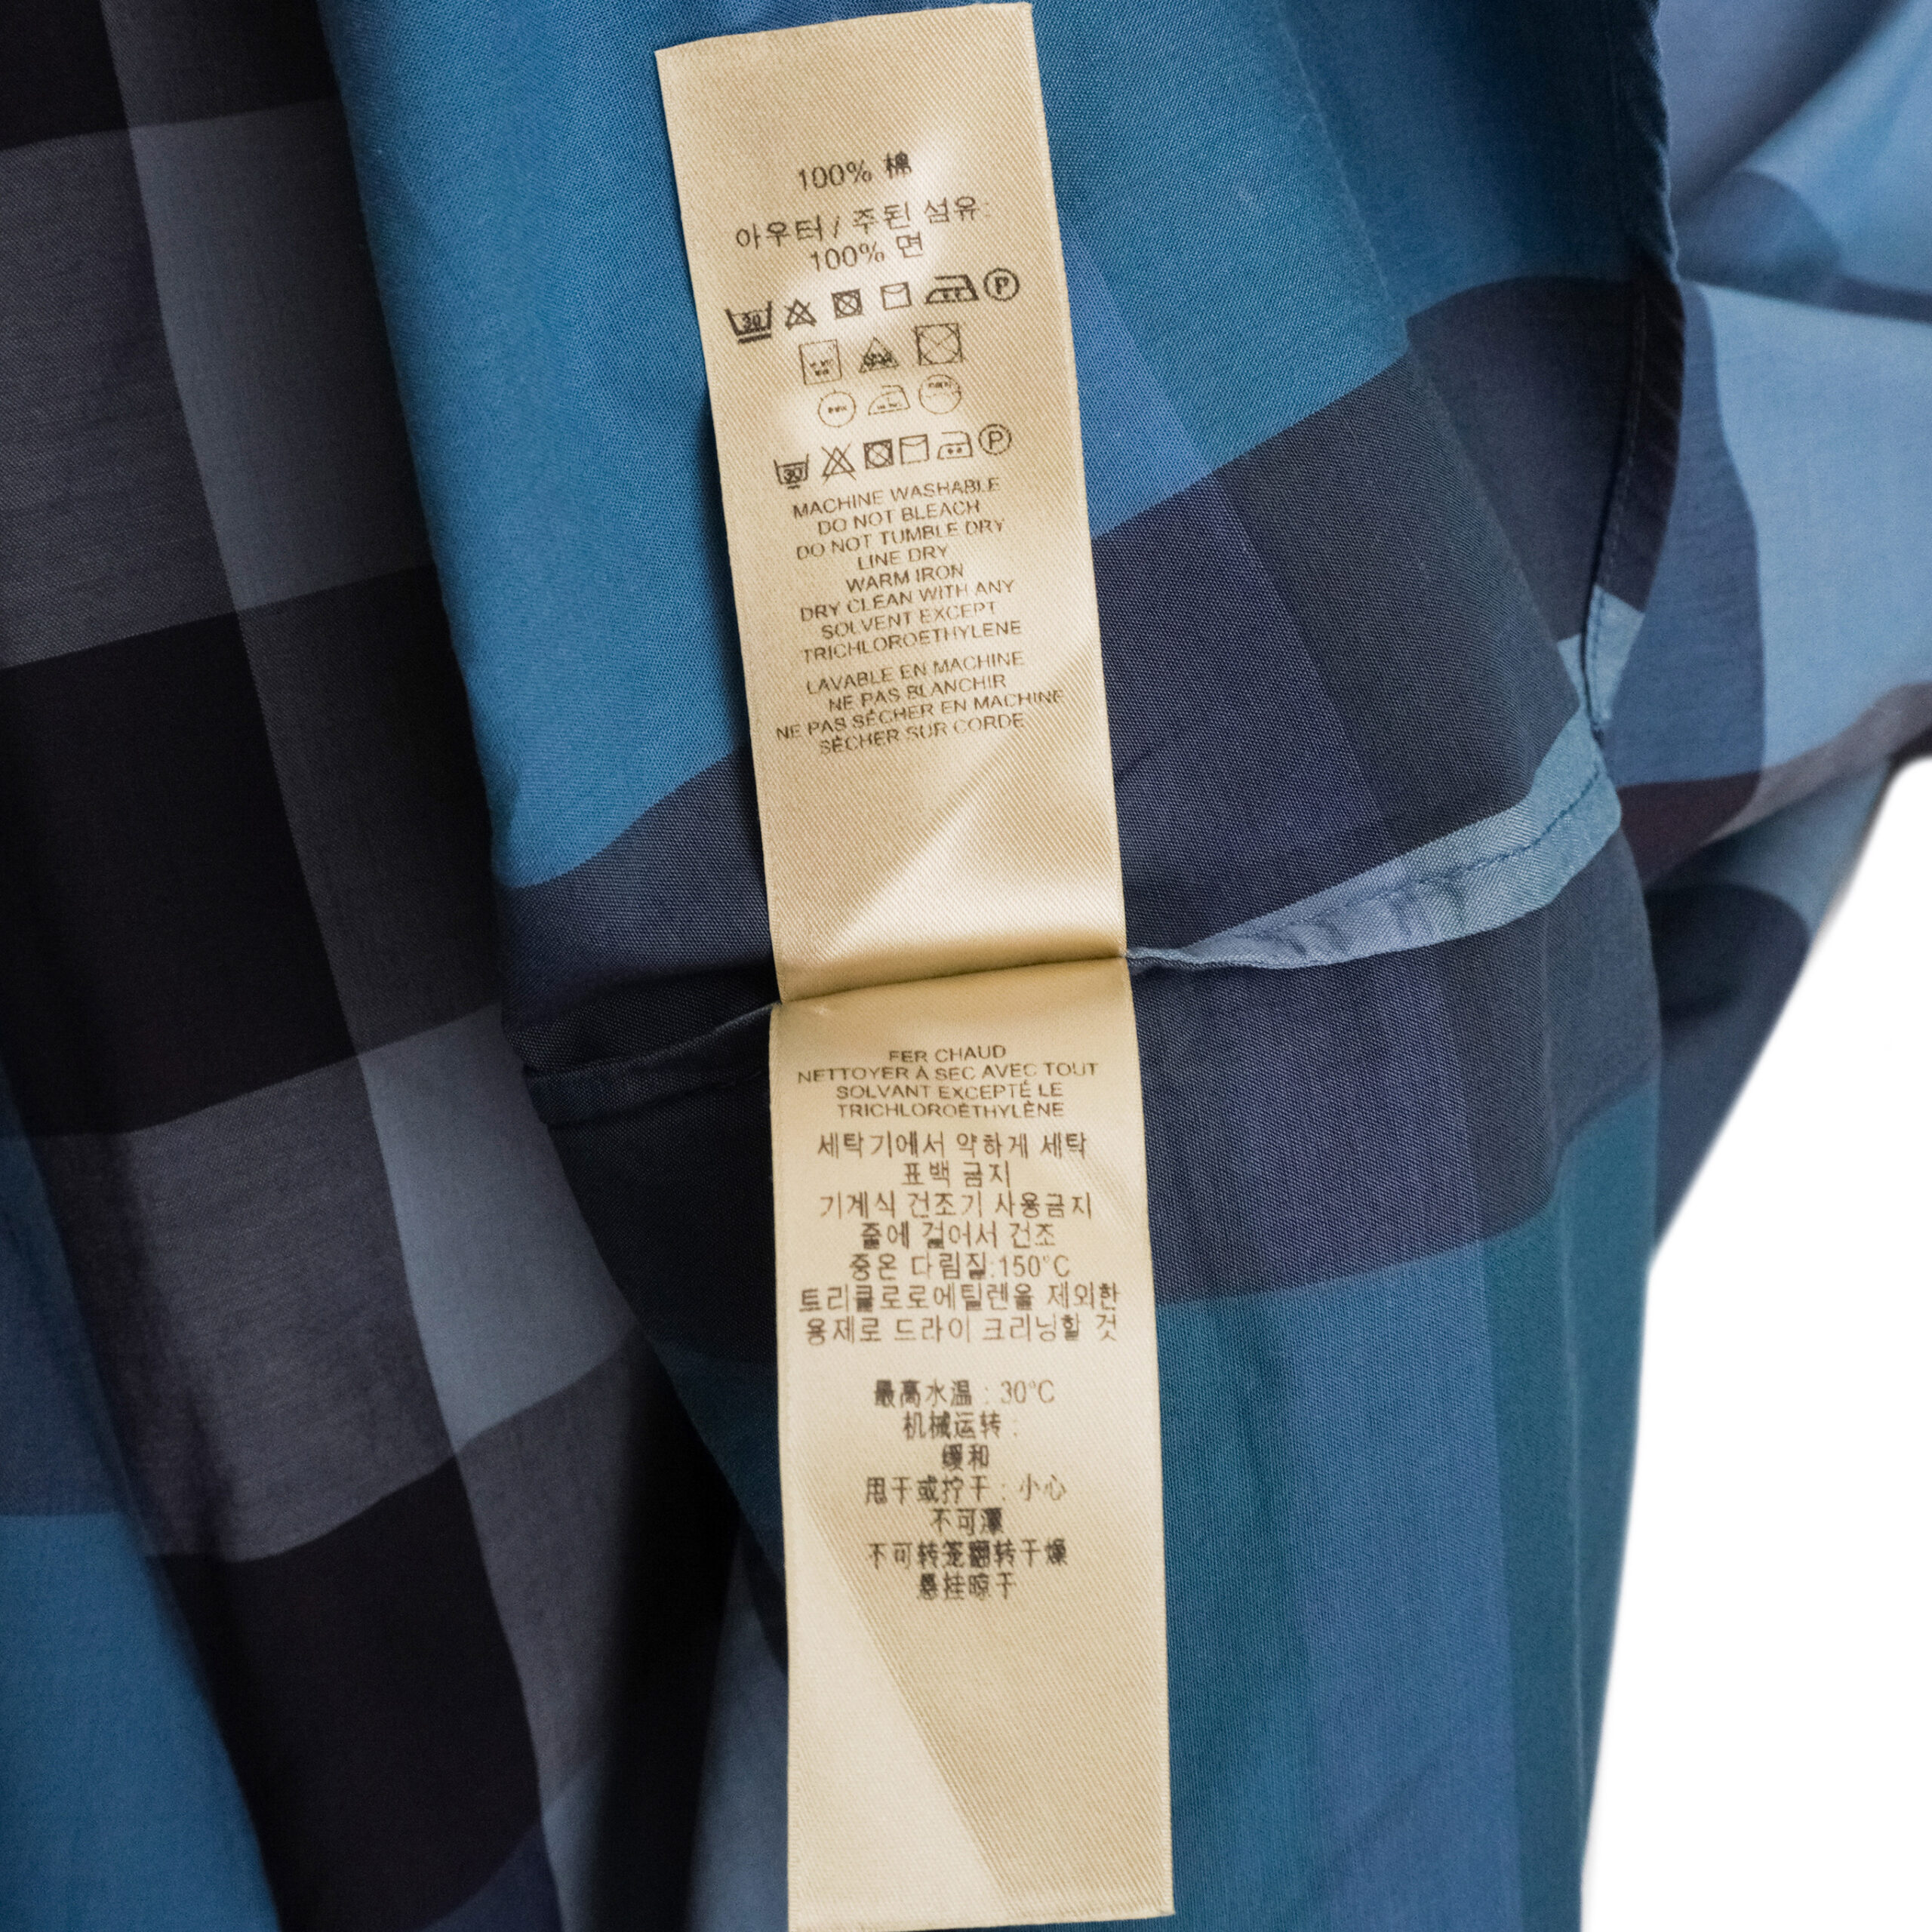 100% 棉
아우터 / 주된 섬유:
100% 면
30 P
30 P
MACHINE WASHABLE
DO NOT BLEACH
DO NOT TUMBLE DRY
LINE DRY
WARM IRON
DRY CLEAN WITH ANY
SOLVENT EXCEPT
TRICHLOROETHYLENE
LAVABLE EN MACHINE
NE PAS BLANCHIR
NE PAS SÉCHER EN MACHINE
SÉCHER SUR CORDE
FER CHAUD
NETTOYER À SEC AVEC TOUT
SOLVANT EXCEPTÉ LE
TRICHLOROÉTHYLÈNE
세탁기에서 약하게 세탁
표백 금지
기계식 건조기 사용금지
줄에 걸어서 건조
중온 다림질:150°C
트리클로로에틸렌을 제외한
용제로 드라이 크리닝할 것
最高水温 : 30°C
机械运转 :
缓和
甩干或拧干 : 小心
不可漂
不可转笼翻转干燥
悬挂晾干